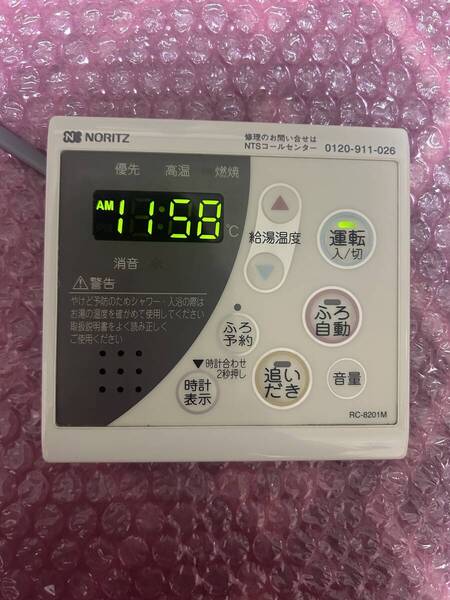 NORITZ
修理のお問い合せは
NTSコールセンター 0120-911-026
優先 高温 燃焼
AM 11:58 ℃
給湯温度
運転
入/切
消音
警告
やけど予防のためシャワー・入浴の際は
お湯の温度を確かめて使用してください
取扱説明書をよく読み正しく
ご使用ください
ふろ
自動
ふろ
予約
▼時計合わせ
2秒押し
時計
表示
追い
だき
音量
RC-8201M